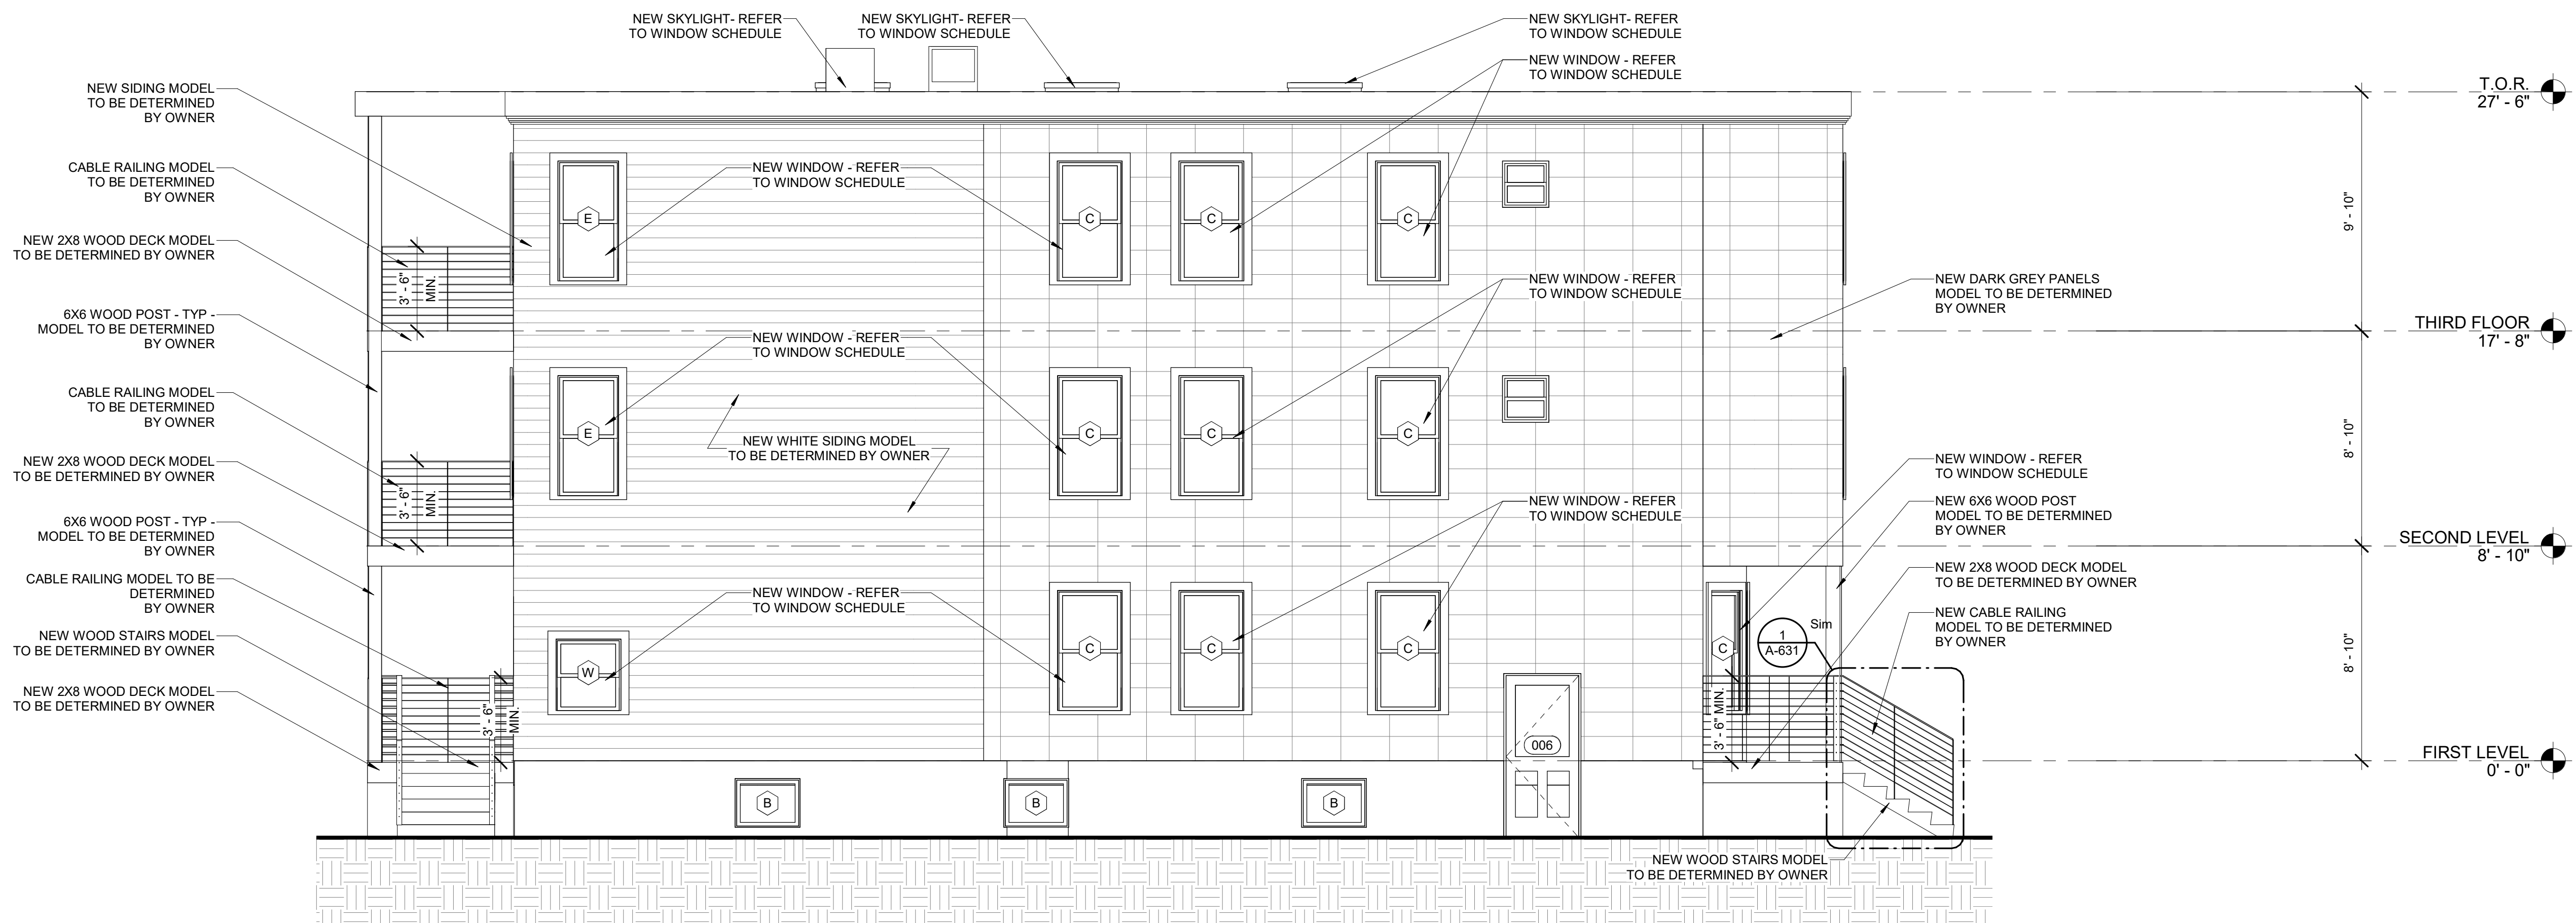 NEW SKYLIGHT- REFER
TO WINDOW SCHEDULE
NEW SKYLIGHT- REFER
TO WINDOW SCHEDULE
NEW SKYLIGHT- REFER
TO WINDOW SCHEDULE
NEW WINDOW - REFER
TO WINDOW SCHEDULE
NEW SIDING MODEL
TO BE DETERMINED
BY OWNER
CABLE RAILING MODEL
TO BE DETERMINED
BY OWNER
NEW 2X8 WOOD DECK MODEL
TO BE DETERMINED BY OWNER
6X6 WOOD POST - TYP -
MODEL TO BE DETERMINED
BY OWNER
CABLE RAILING MODEL
TO BE DETERMINED
BY OWNER
NEW 2X8 WOOD DECK MODEL
TO BE DETERMINED BY OWNER
6X6 WOOD POST - TYP -
MODEL TO BE DETERMINED
BY OWNER
CABLE RAILING MODEL TO BE
DETERMINED
BY OWNER
NEW WOOD STAIRS MODEL
TO BE DETERMINED BY OWNER
NEW 2X8 WOOD DECK MODEL
TO BE DETERMINED BY OWNER
3' - 6"
MIN.
3' - 6"
MIN.
3' - 6"
MIN.
NEW WINDOW - REFER
TO WINDOW SCHEDULE
E
C
C
C
NEW WINDOW - REFER
TO WINDOW SCHEDULE
NEW WINDOW - REFER
TO WINDOW SCHEDULE
E
C
C
C
NEW WHITE SIDING MODEL
TO BE DETERMINED BY OWNER
NEW WINDOW - REFER
TO WINDOW SCHEDULE
NEW WINDOW - REFER
TO WINDOW SCHEDULE
W
C
C
C
C
006
B
B
B
3' - 6" MIN.
1
A-631
Sim
NEW DARK GREY PANELS
MODEL TO BE DETERMINED
BY OWNER
NEW WINDOW - REFER
TO WINDOW SCHEDULE
NEW 6X6 WOOD POST
MODEL TO BE DETERMINED
BY OWNER
NEW 2X8 WOOD DECK MODEL
TO BE DETERMINED BY OWNER
NEW CABLE RAILING
MODEL TO BE DETERMINED
BY OWNER
NEW WOOD STAIRS MODEL
TO BE DETERMINED BY OWNER
T.O.R.
27' - 6"
9' - 10"
THIRD FLOOR
17' - 8"
8' - 10"
SECOND LEVEL
8' - 10"
8' - 10"
FIRST LEVEL
0' - 0"